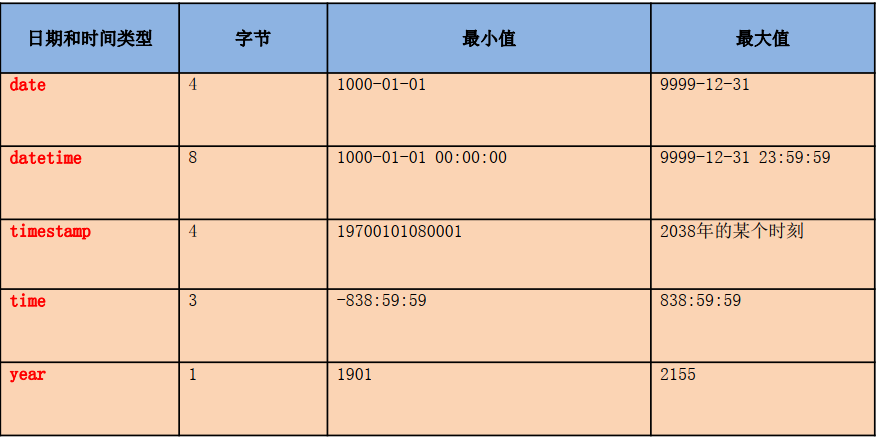 日期和时间类型 字节 最小值 最大值
date 4 1000-01-01 9999-12-31
datetime 8 1000-01-01 00:00:00 9999-12-31 23:59:59
timestamp 4 19700101080001 2038年的某个时刻
time 3 -838:59:59 838:59:59
year 1 1901 2155